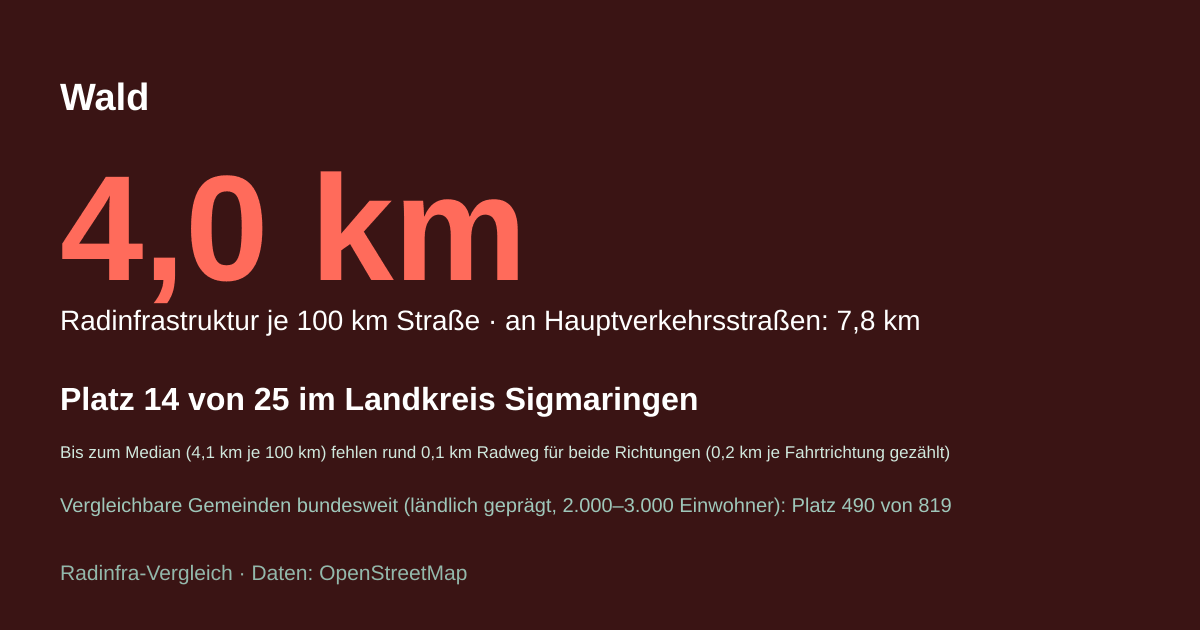 Wald
4,0 km
Radinfrastruktur je 100 km Straße · an Hauptverkehrsstraßen: 7,8 km
Platz 14 von 25 im Landkreis Sigmaringen
Bis zum Median (4,1 km je 100 km) fehlen rund 0,1 km Radweg für beide Richtungen (0,2 km je Fahrtrichtung gezählt)
Vergleichbare Gemeinden bundesweit (ländlich geprägt, 2.000–3.000 Einwohner): Platz 490 von 819
Radinfra-Vergleich · Daten: OpenStreetMap